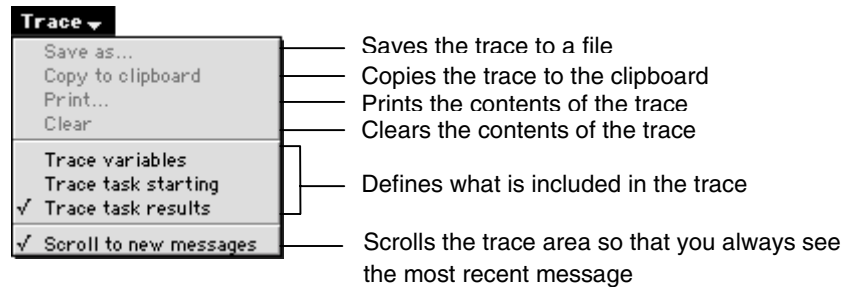 Trace
Save as... Saves the trace to a file
Copy to clipboard Copies the trace to the clipboard
Print... Prints the contents of the trace
Clear Clears the contents of the trace
Trace variables
Trace task starting Defines what is included in the trace
√ Trace task results
√ Scroll to new messages Scrolls the trace area so that you always see
the most recent message